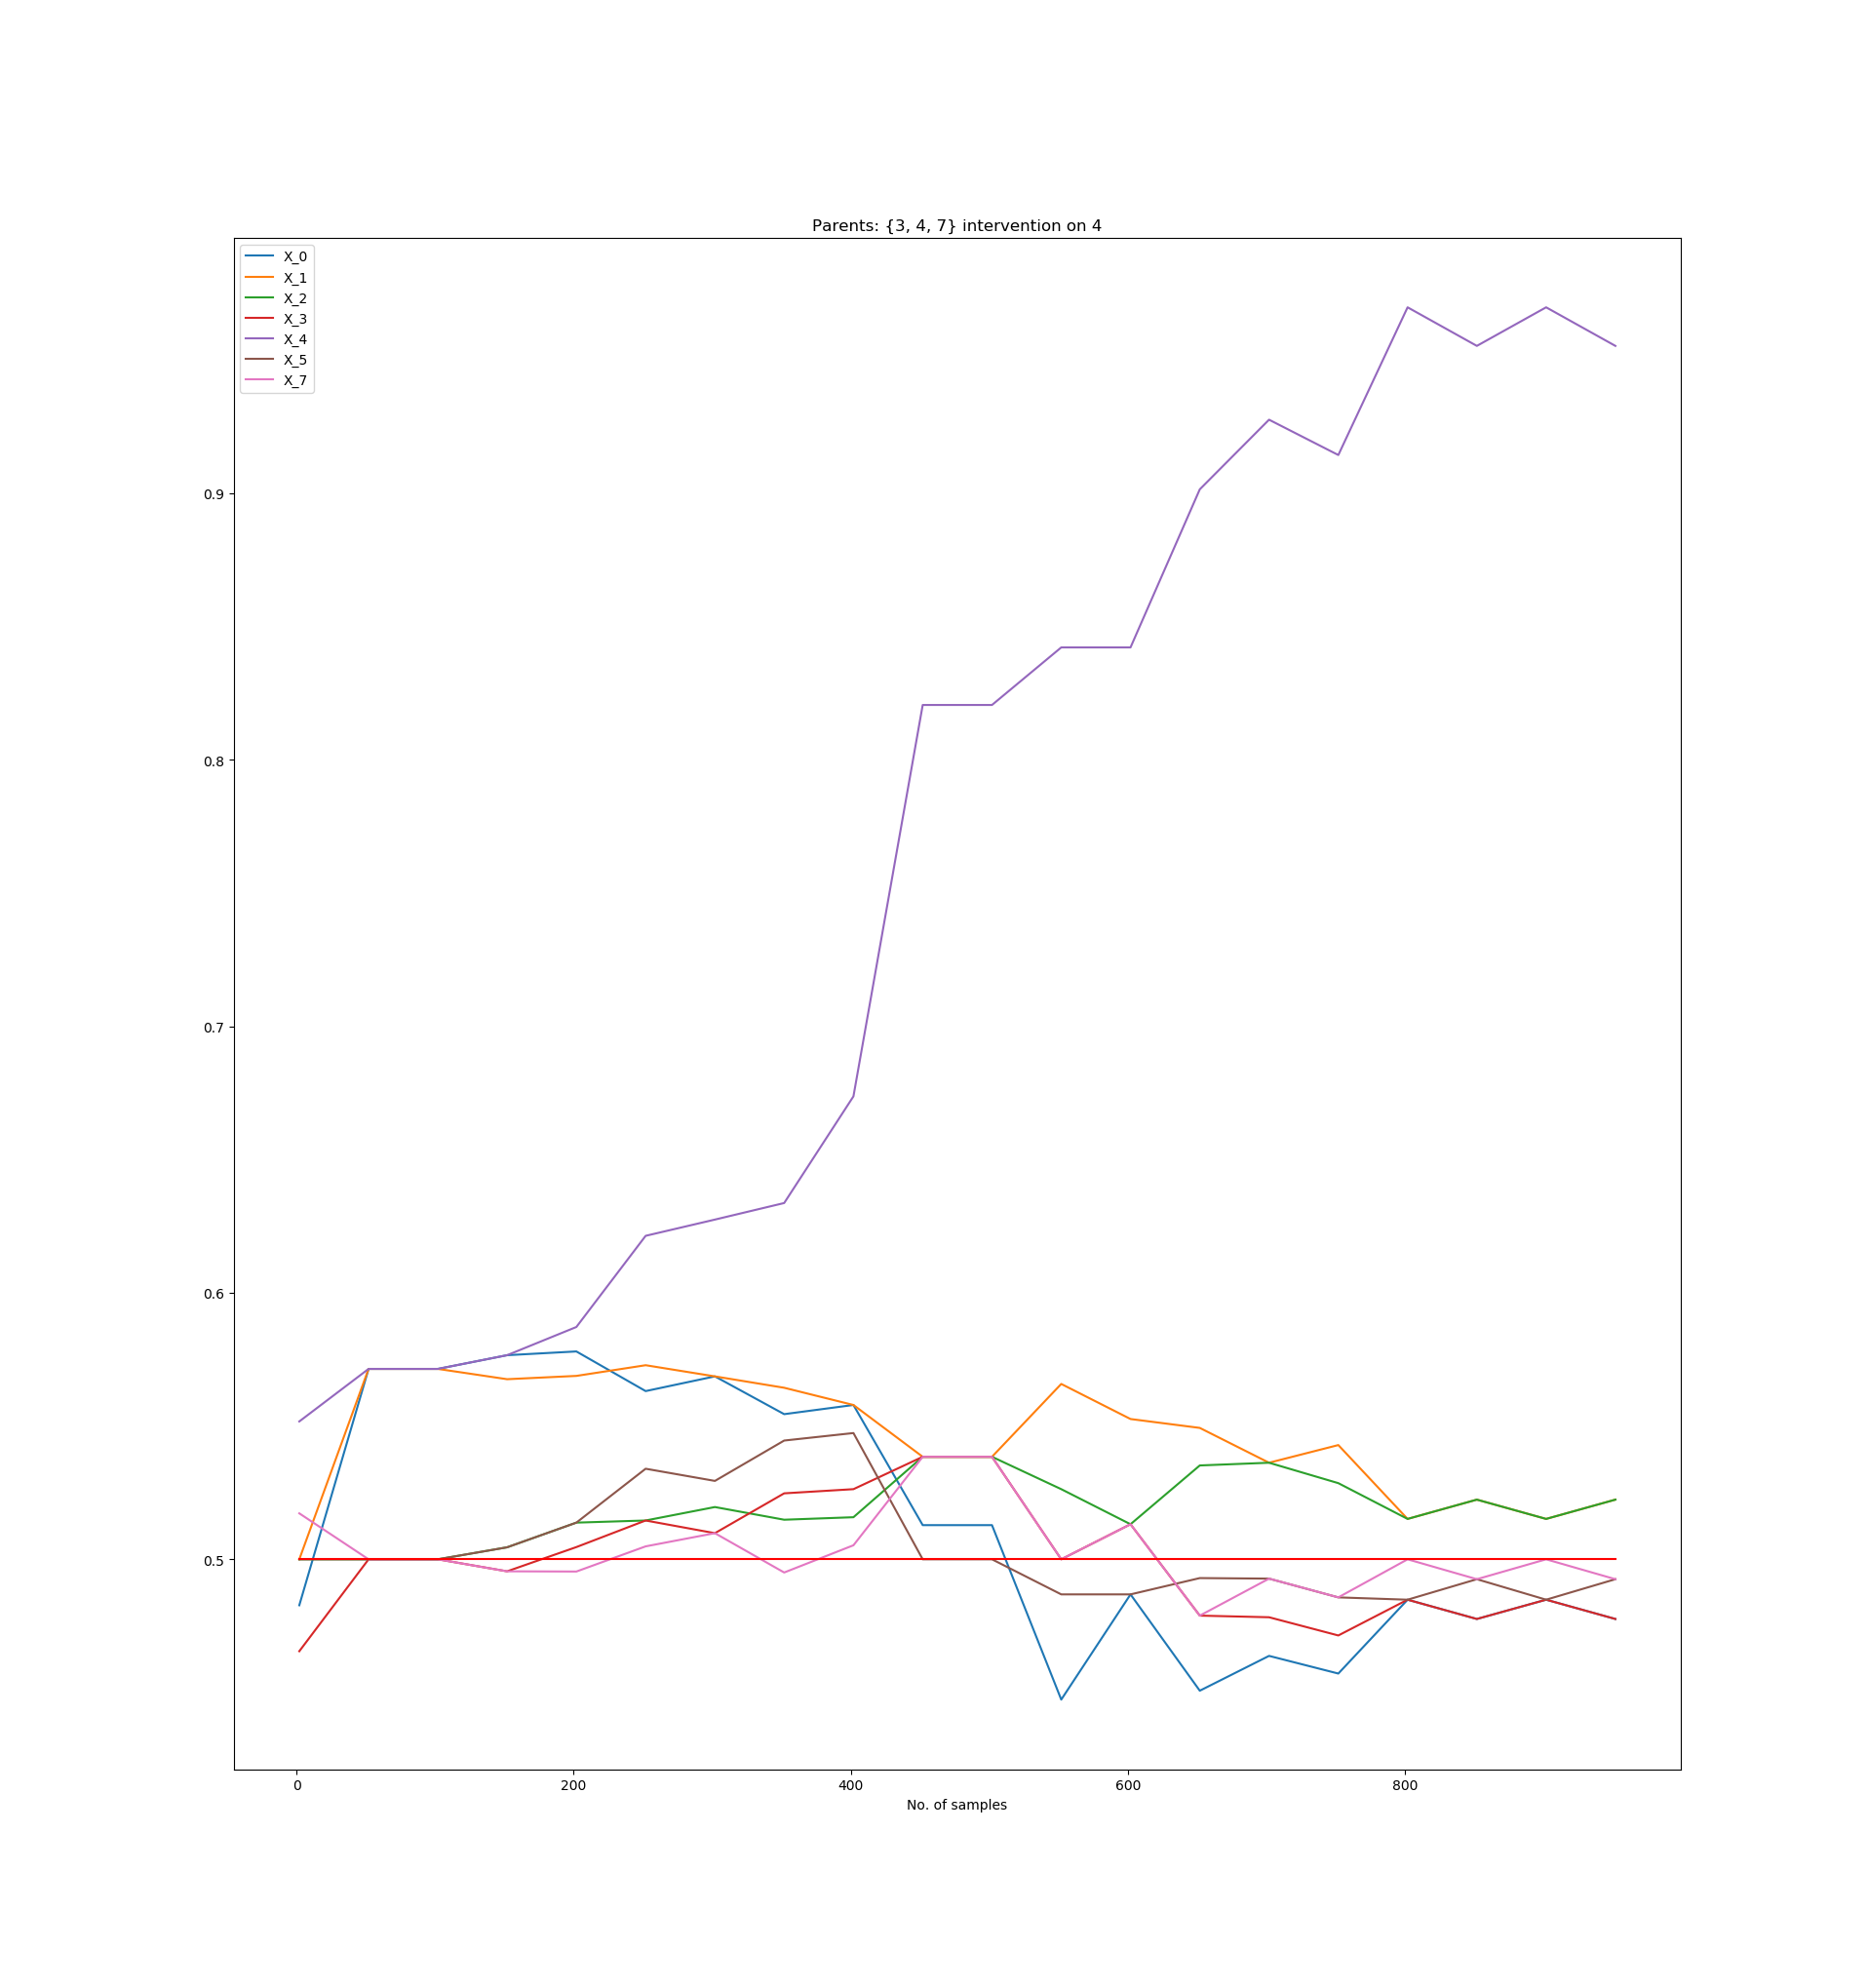 Parents: {3, 4, 7} intervention on 4
X_0
X_1
X_2
X_3
X_4
X_5
X_7
0.9
0.8
0.7
0.6
0.5
0 200 400 600 800
No. of samples